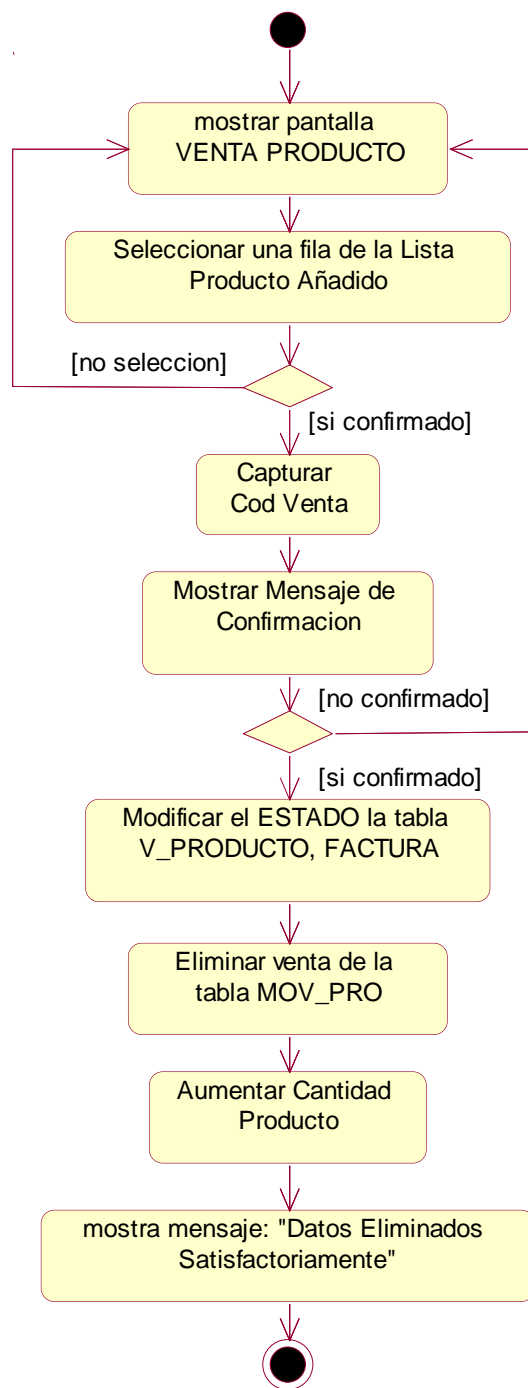 mostrar pantalla
VENTA PRODUCTO
Seleccionar una fila de la Lista
Producto Añadido
[no seleccion]
[si confirmado]
Capturar
Cod Venta
Mostrar Mensaje de
Confirmacion
[no confirmado]
[si confirmado]
Modificar el ESTADO la tabla
V_PRODUCTO, FACTURA
Eliminar venta de la
tabla MOV_PRO
Aumentar Cantidad
Producto
mostra mensaje: "Datos Eliminados
Satisfactoriamente"